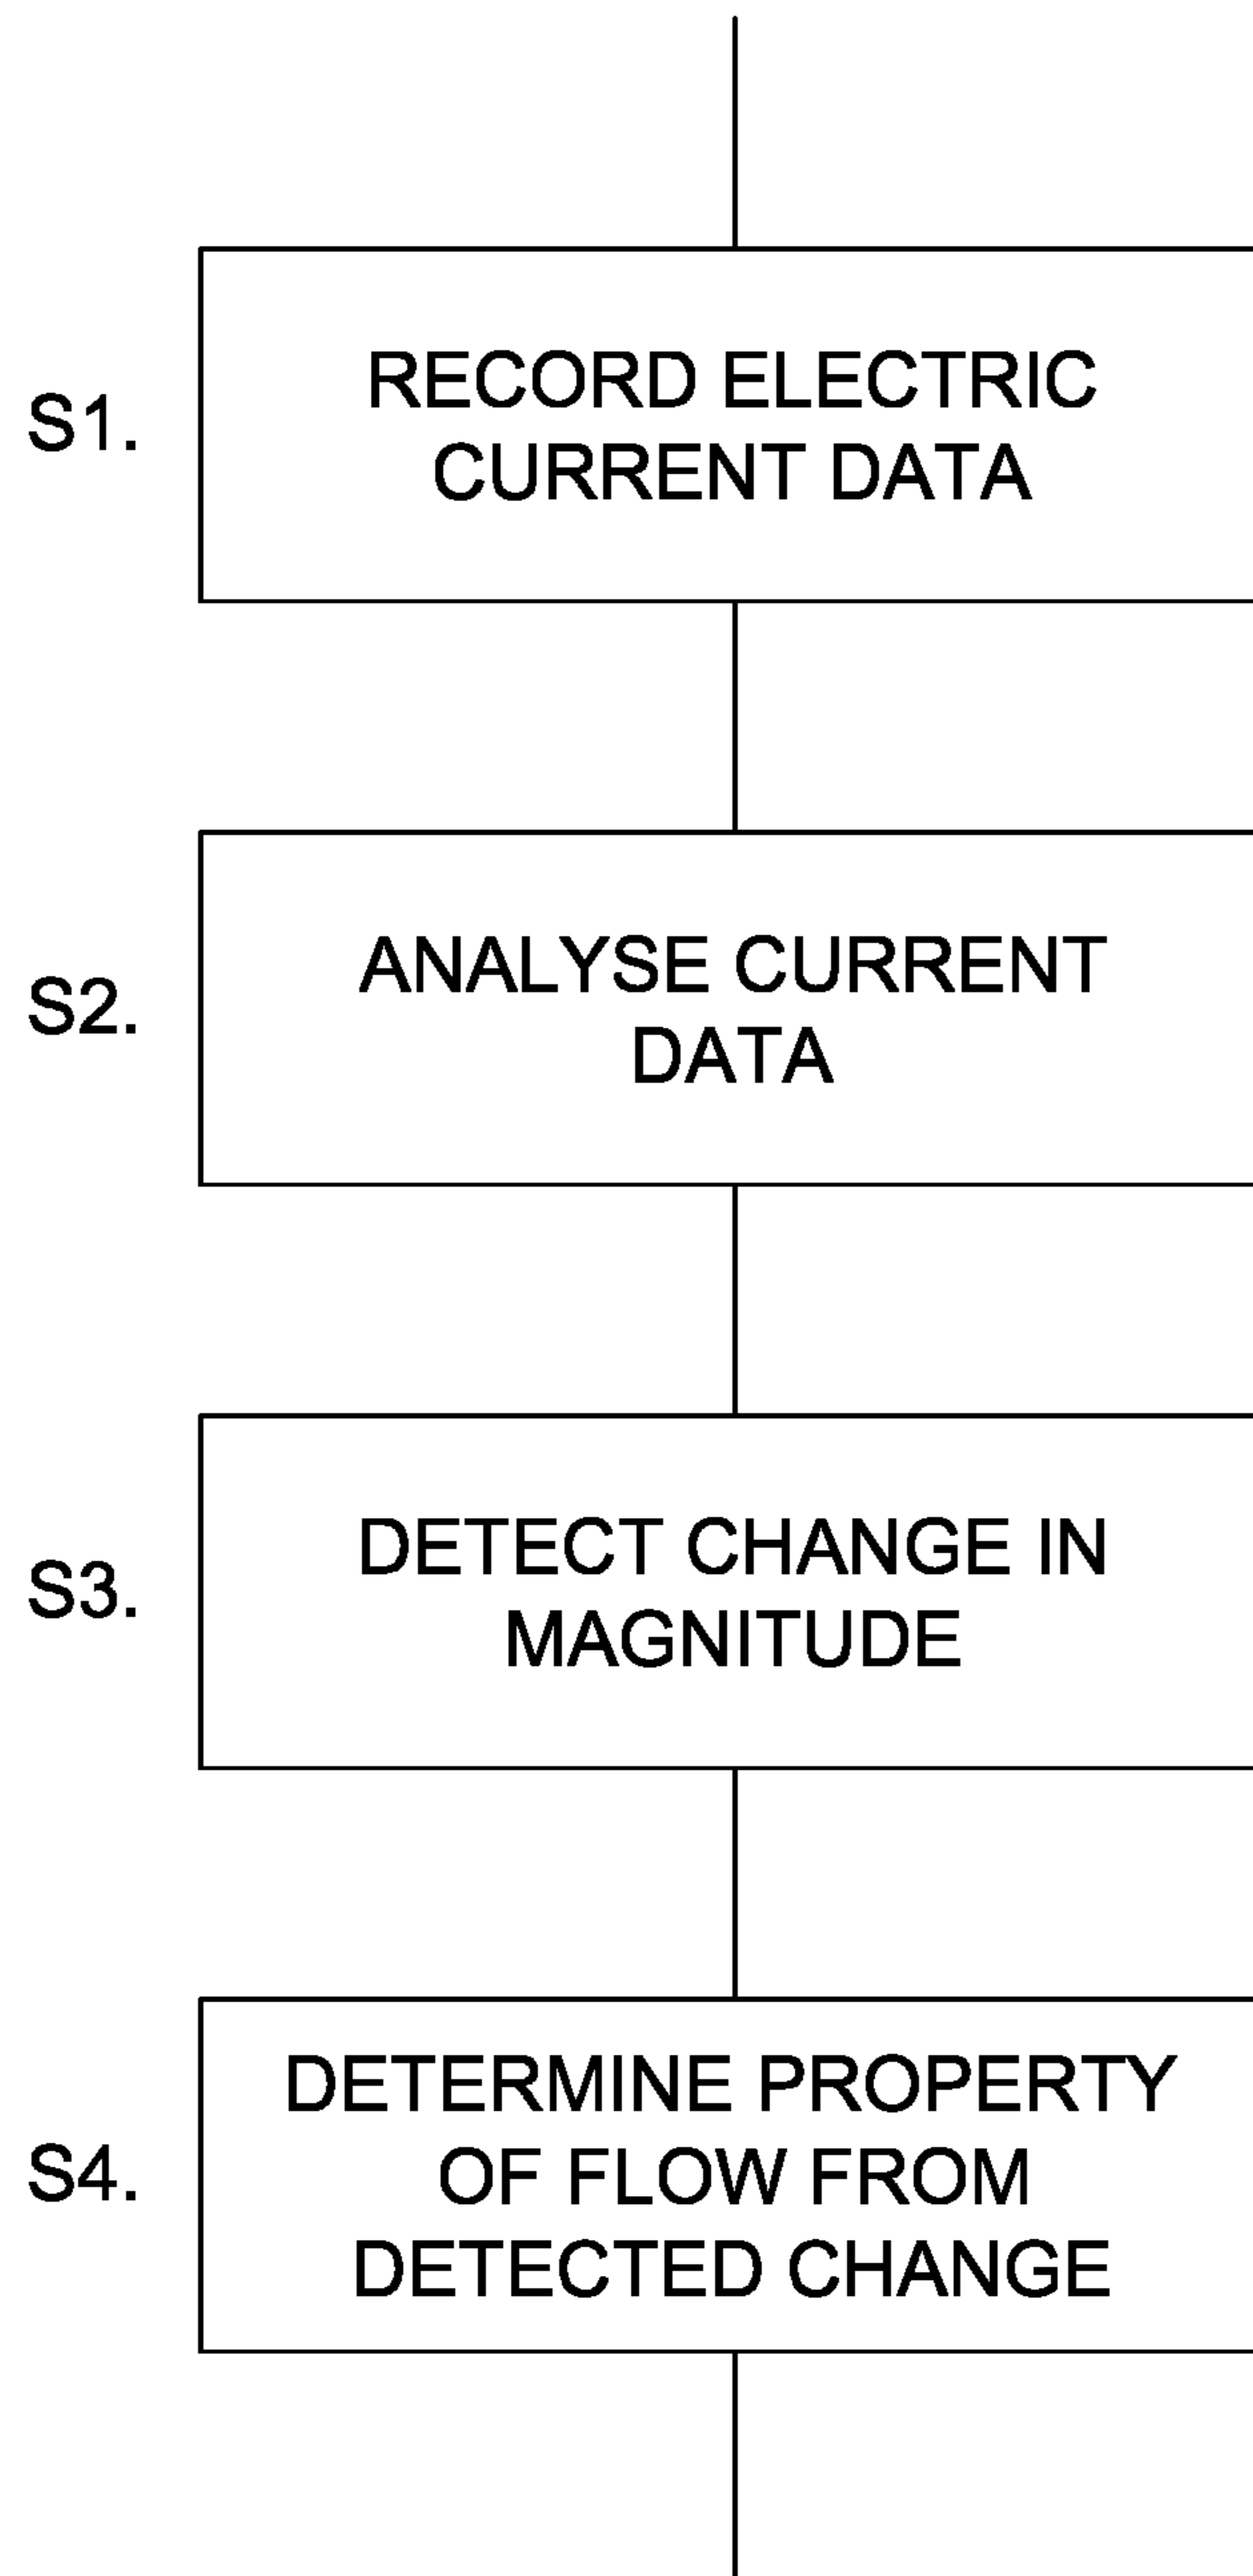 S1.
RECORD ELECTRIC
CURRENT DATA
S2.
ANALYSE CURRENT
DATA
S3.
DETECT CHANGE IN
MAGNITUDE
S4.
DETERMINE PROPERTY
OF FLOW FROM
DETECTED CHANGE